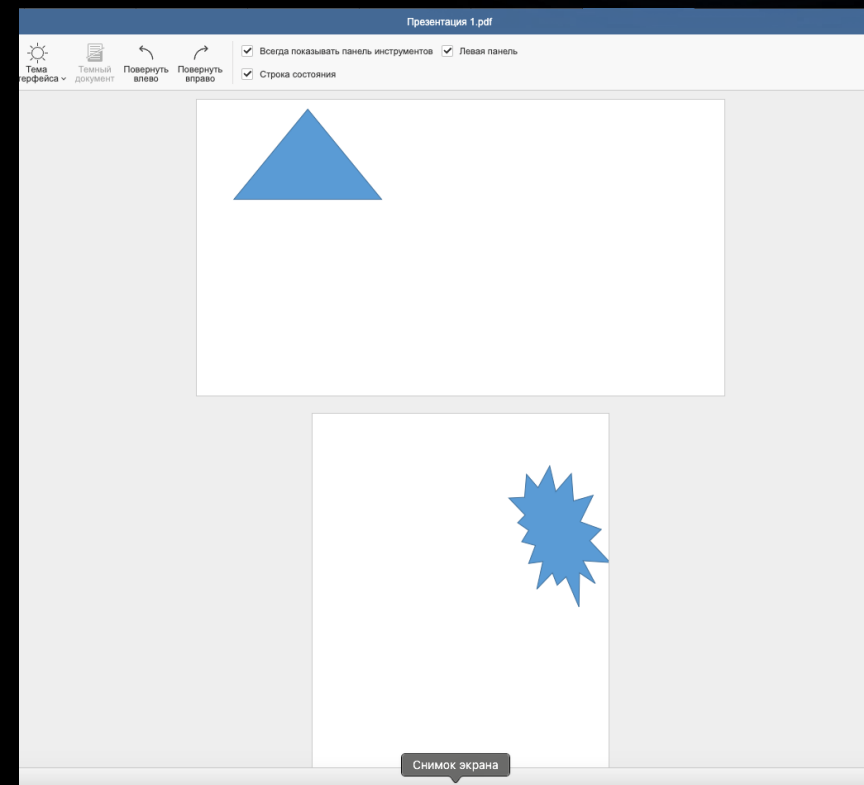 Презентация 1.pdf
Тема
терфейса
Темный
документ
Повернуть
влево
Повернуть
вправо
Всегда показывать панель инструментов
Левая панель
Строка состояния
Снимок экрана